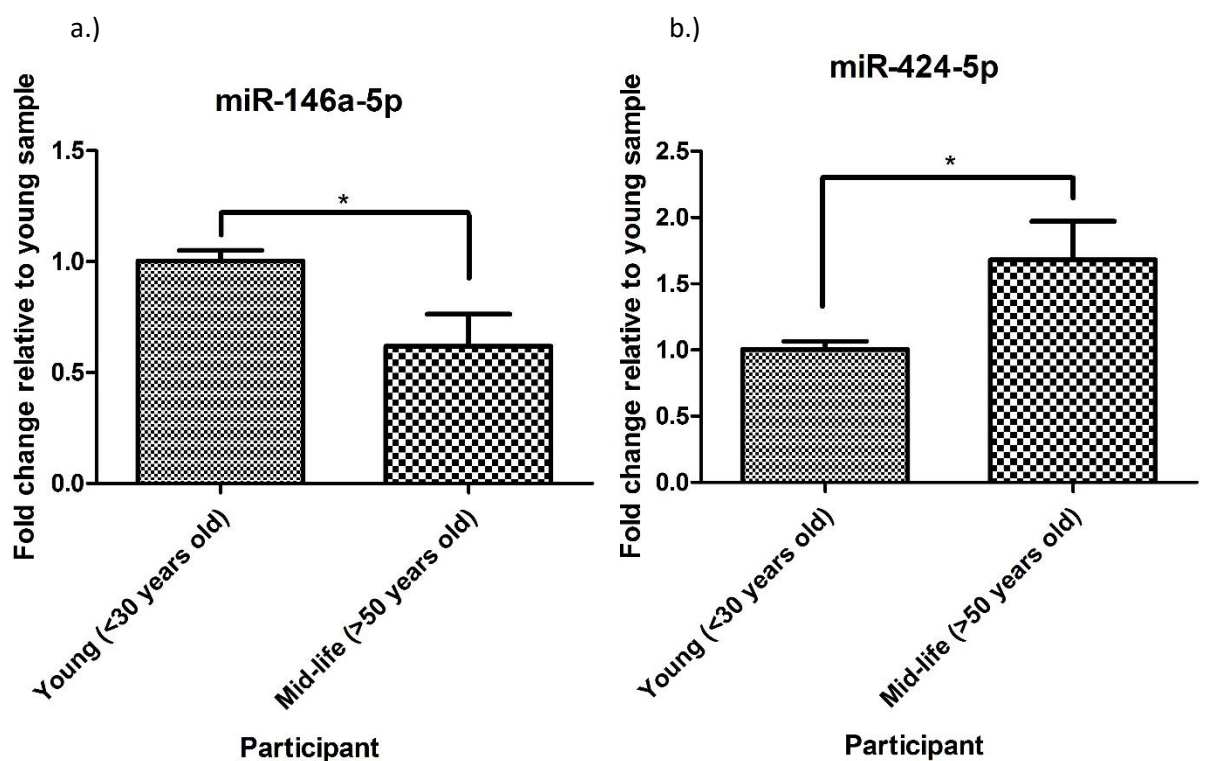 a.)
miR-146a-5p
Fold change relative to young sample
1.5
1.0
0.5
0.0
*
Young (<30 years old)
Mid-life (>50 years old)
Participant
b.)
miR-424-5p
Fold change relative to young sample
2.5
2.0
1.5
1.0
0.5
0.0
*
Young (<30 years old)
Mid-life (>50 years old)
Participant